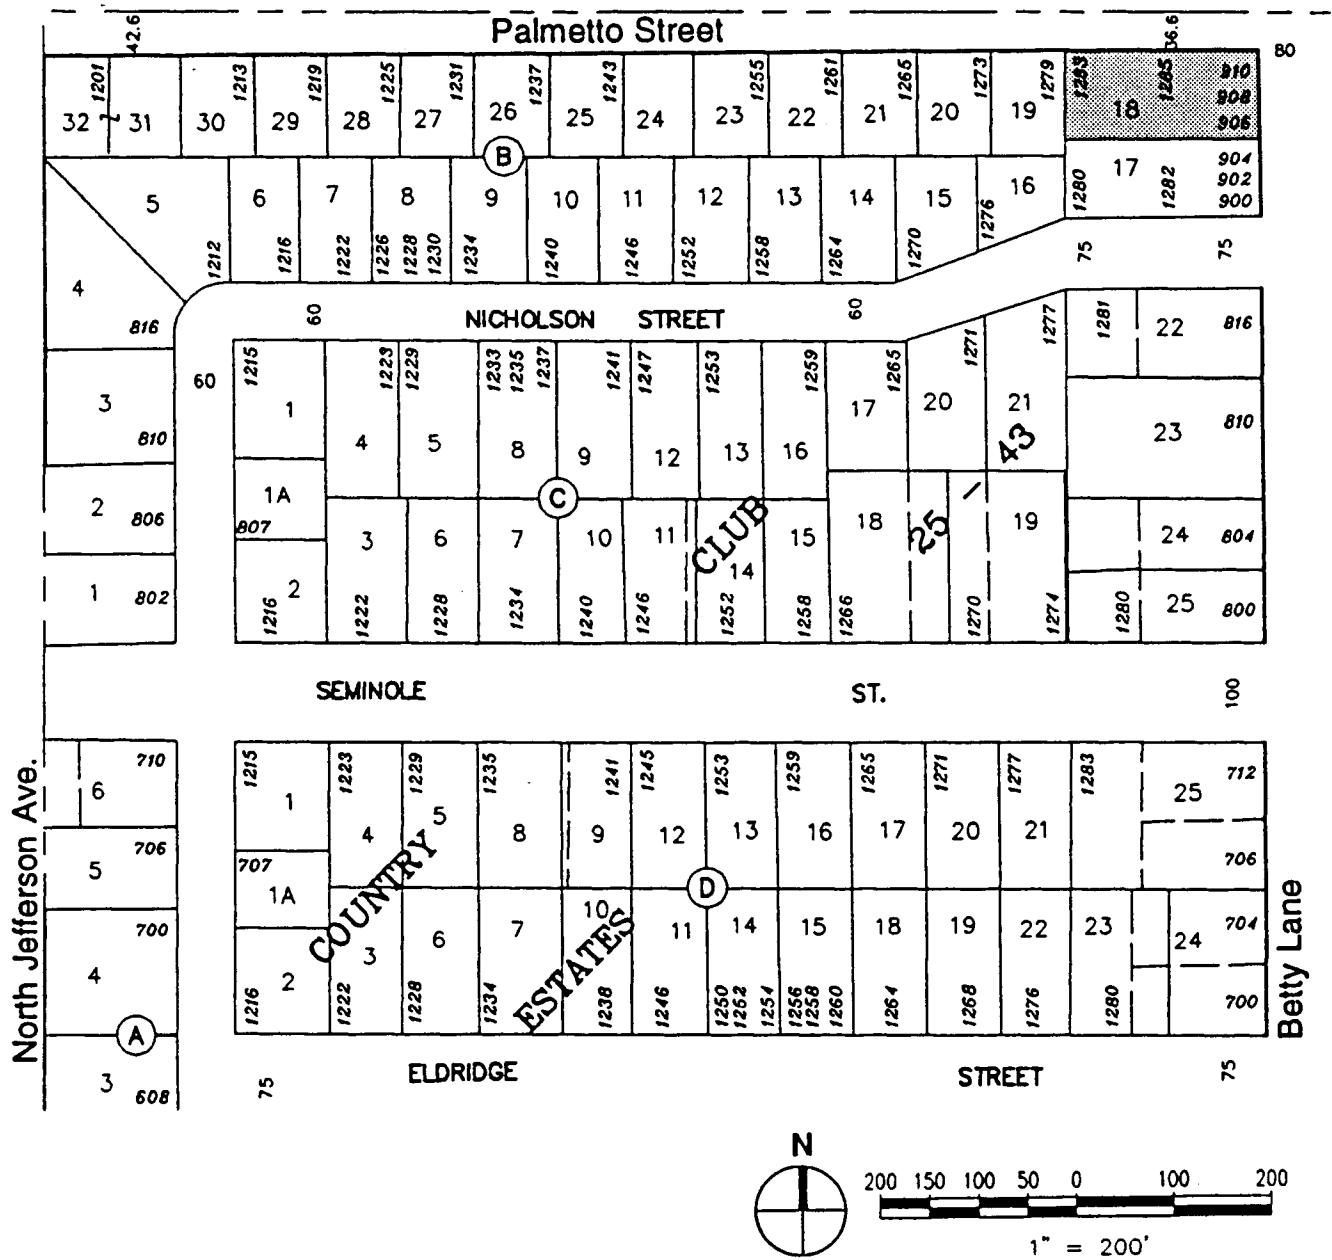 42.6
Palmetto Street
36.6
80
1201 1213 1219 1225 1231 1237 1243 1255 1261 1265 1273 1279 1283 1285 910
908
906
32 31 30 29 28 27 26 25 24 23 22 21 20 19 18
B
5 6 7 8 9 10 11 12 13 14 15 16 17
904
902
900
1212 1216 1222 1226 1228 1230 1234 1240 1246 1252 1258 1264 1270 1276 1280 1282
75 75
4
816
60 NICHOLSON STREET 60
60
1215 1223 1229 1233 1235 1237 1241 1247 1253 1259 1265 1271 1277 1281 22 816
3
810
1 4 5 8 9 12 13 16 17 20 21 23 810
43
2
806
1A
807
C
CLUB
25
3 6 7 10 11 14 15 18 19 24 804
1
802
2
1216 1222 1228 1234 1240 1246 1252 1258 1266 1270 1274 1280 25 800
SEMINOLE ST. 100
North Jefferson Ave.
710
6
1215 1223 1229 1235 1241 1245 1253 1259 1265 1271 1277 1283 25 712
1 4 5 8 9 12 13 16 17 20 21
706
5
707
1A
706
D
COUNTRY
ESTATES
700
4
2 3 6 7 10 11 14 15 18 19 22 23 24 704
1216 1222 1228 1234 1238 1246 1250 1262 1254 1256 1258 1260 1264 1268 1276 1280 700
Betty Lane
A
3
608
75 ELDRIDGE STREET 75
N
200 150 100 50 0 100 200
1" = 200'